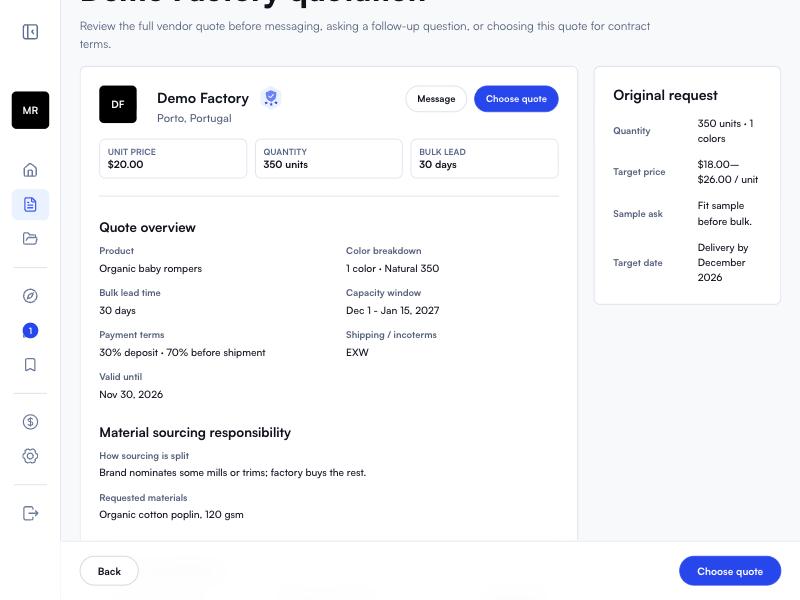 Demo Factory quotation
Review the full vendor quote before messaging, asking a follow-up question, or choosing this quote for contract
terms.
MR
DF
Demo Factory
Porto, Portugal
Message
Choose quote
UNIT PRICE
$20.00
QUANTITY
350 units
BULK LEAD
30 days
Quote overview
Product
Organic baby rompers
Color breakdown
1 color · Natural 350
Bulk lead time
30 days
Capacity window
Dec 1 - Jan 15, 2027
Payment terms
30% deposit · 70% before shipment
Shipping / incoterms
EXW
Valid until
Nov 30, 2026
Material sourcing responsibility
How sourcing is split
Brand nominates some mills or trims; factory buys the rest.
Requested materials
Organic cotton poplin, 120 gsm
Original request
Quantity
350 units · 1
colors
Target price
$18.00–
$26.00 / unit
Sample ask
Fit sample
before bulk.
Target date
Delivery by
December
2026
1
Back
Choose quote